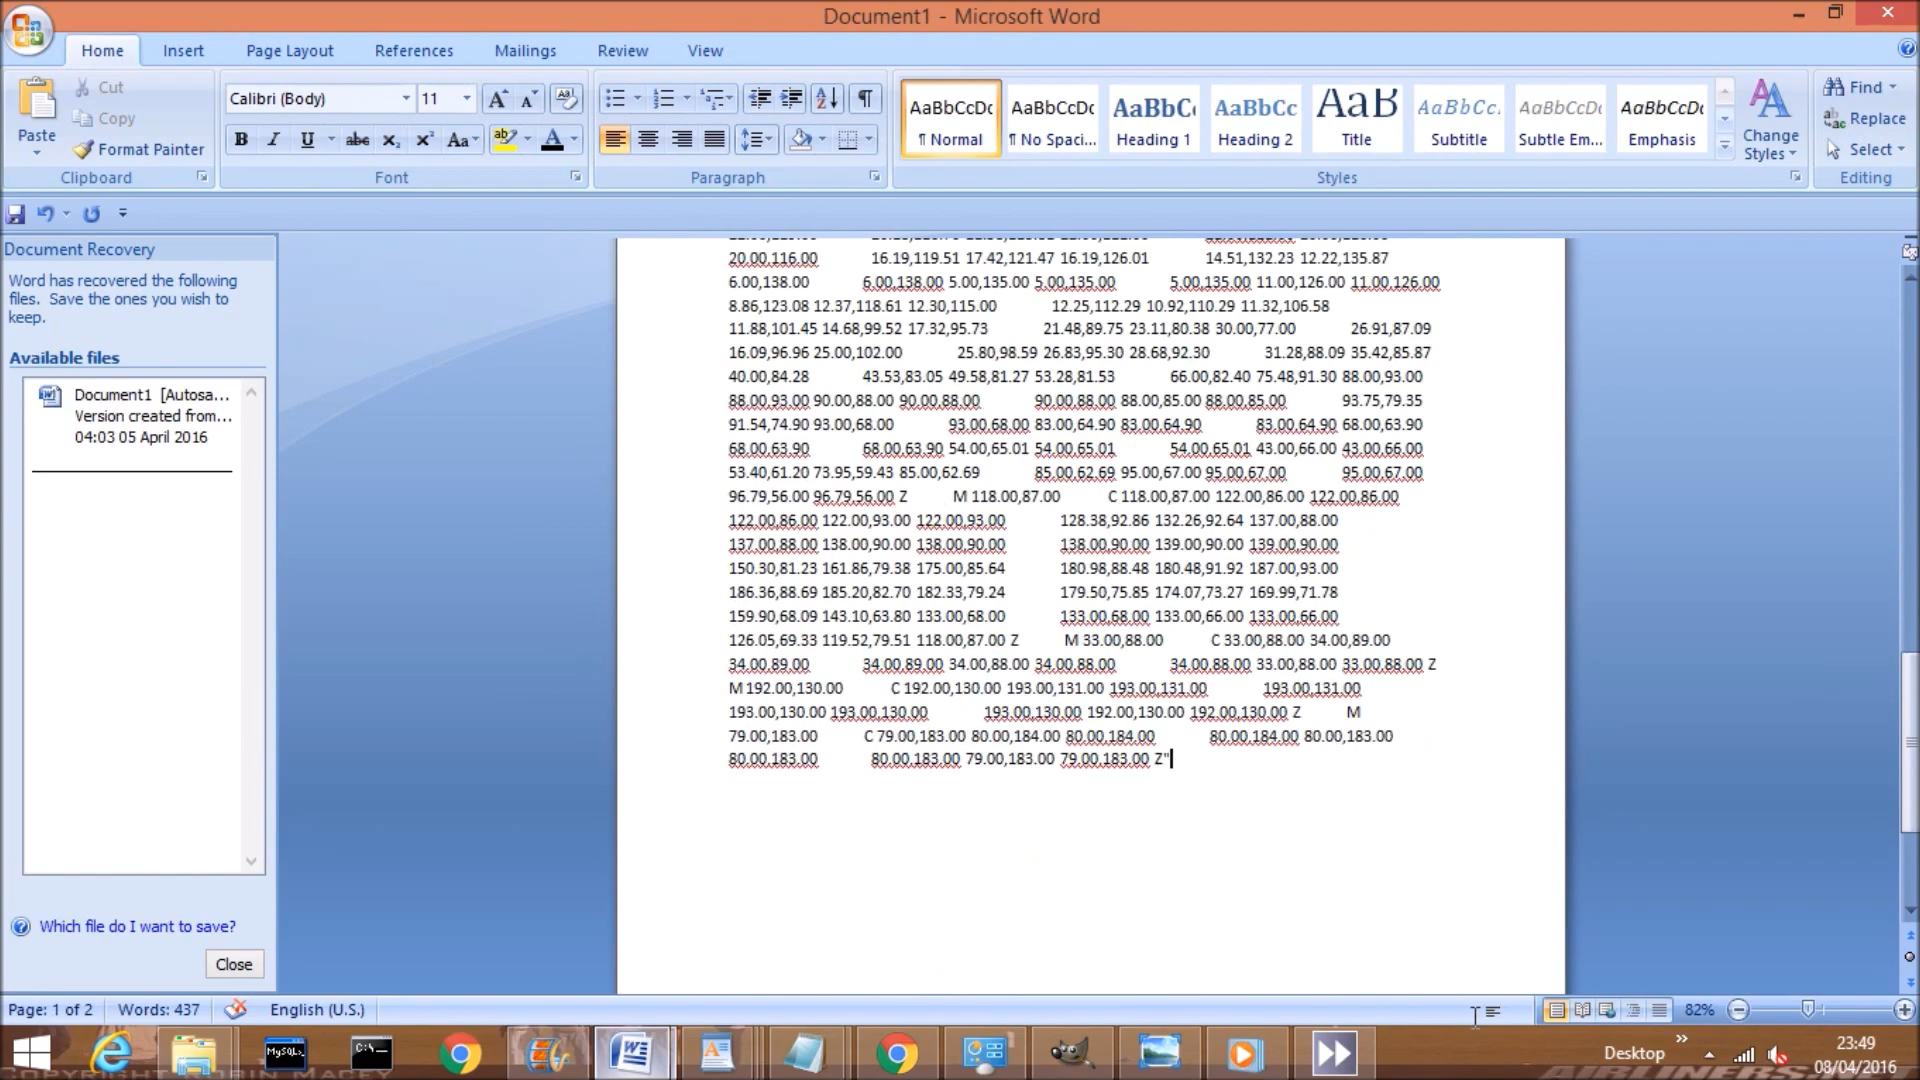 Document1 - Microsoft Word
Home Insert Page Layout References Mailings Review View
Cut
Copy
Format Painter
Paste
Clipboard
Calibri (Body) 11
Font
Paragraph
AaBbCcDc AaBbCcDc AaBbC AaBbCc AaB AaBbCc. AaBbCcDc AaBbCcDc
¶ Normal ¶ No Spaci... Heading 1 Heading 2 Title Subtitle Subtle Em... Emphasis
Change Styles
Styles
Find
Replace
Select
Editing
Document Recovery
Word has recovered the following
files. Save the ones you wish to
keep.
Available files
Document1 [Autosa...
Version created from...
04:03 05 April 2016
Which file do I want to save?
Close
20.00,116.00 16.19,119.51 17.42,121.47 16.19,126.01 14.51,132.23 12.22,135.87
6.00,138.00 6.00,138.00 5.00,135.00 5.00,135.00 5.00,135.00 11.00,126.00 11.00,126.00
8.86,123.08 12.37,118.61 12.30,115.00 12.25,112.29 10.92,110.29 11.32,106.58
11.88,101.45 14.68,99.52 17.32,95.73 21.48,89.75 23.11,80.38 30.00,77.00 26.91,87.09
16.09,96.96 25.00,102.00 25.80,98.59 26.83,95.30 28.68,92.30 31.28,88.09 35.42,85.87
40.00,84.28 43.53,83.05 49.58,81.27 53.28,81.53 66.00,82.40 75.48,91.30 88.00,93.00
88.00,93.00 90.00,88.00 90.00,88.00 90.00,88.00 88.00,85.00 88.00,85.00 93.75,79.35
91.54,74.90 93.00,68.00 93.00,68.00 83.00,64.90 83.00,64.90 83.00,64.90 68.00,63.90
68.00,63.90 68.00,63.90 54.00,65.01 54.00,65.01 54.00,65.01 43.00,66.00 43.00,66.00
53.40,61.20 73.95,59.43 85.00,62.69 85.00,62.69 95.00,67.00 95.00,67.00 95.00,67.00
96.79,56.00 96.79,56.00 Z M 118.00,87.00 C 118.00,87.00 122.00,86.00 122.00,86.00
122.00,86.00 122.00,93.00 122.00,93.00 128.38,92.86 132.26,92.64 137.00,88.00
137.00,88.00 138.00,90.00 138.00,90.00 138.00,90.00 139.00,90.00 139.00,90.00
150.30,81.23 161.86,79.38 175.00,85.64 180.98,88.48 180.48,91.92 187.00,93.00
186.36,88.69 185.20,82.70 182.33,79.24 179.50,75.85 174.07,73.27 169.99,71.78
159.90,68.09 143.10,63.80 133.00,68.00 133.00,68.00 133.00,66.00 133.00,66.00
126.05,69.33 119.52,79.51 118.00,87.00 Z M 33.00,88.00 C 33.00,88.00 34.00,89.00
34.00,89.00 34.00,89.00 34.00,88.00 34.00,88.00 34.00,88.00 33.00,88.00 33.00,88.00 Z
M 192.00,130.00 C 192.00,130.00 193.00,131.00 193.00,131.00 193.00,131.00
193.00,130.00 193.00,130.00 193.00,130.00 192.00,130.00 192.00,130.00 Z M
79.00,183.00 C 79.00,183.00 80.00,184.00 80.00,184.00 80.00,184.00 80.00,183.00
80.00,183.00 80.00,183.00 79.00,183.00 79.00,183.00 Z"
Page: 1 of 2 Words: 437 English (U.S.) 82%
MySQL C:\_ Desktop
23:49
08/04/2016